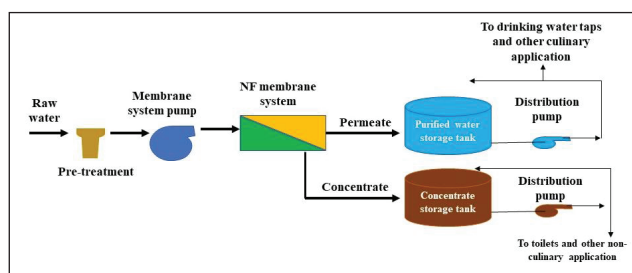 To drinking water taps
and other culinary
application
NF membrane
system
Membrane
system pump
Raw
water
Permeate
Purified water
storage tank
Distribution
pump
Pre-treatment
Concentrate
Concentrate
storage tank
Distribution
pump
To toilets and other non-
culinary application